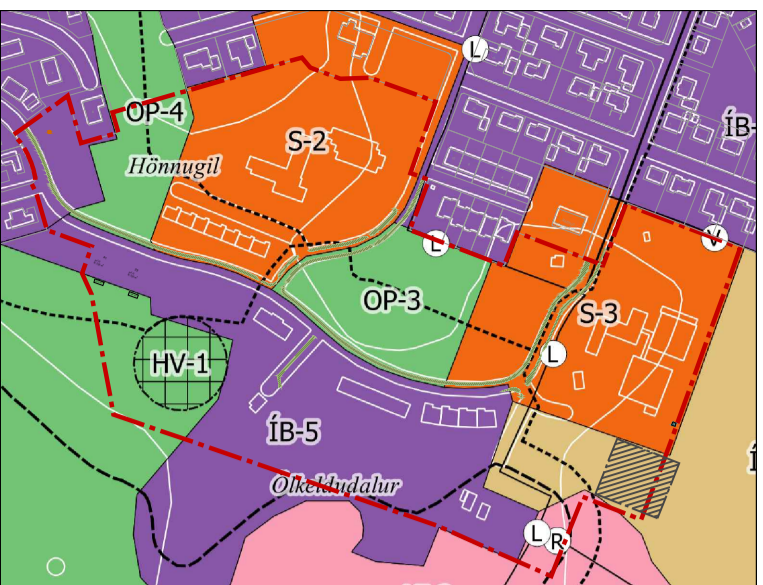 L
OP-4
ÍB-
S-2
Hönnugil
L
V
OP-3
S-3
L
HV-1
ÍB-5
Ölkeldudalur
L
R